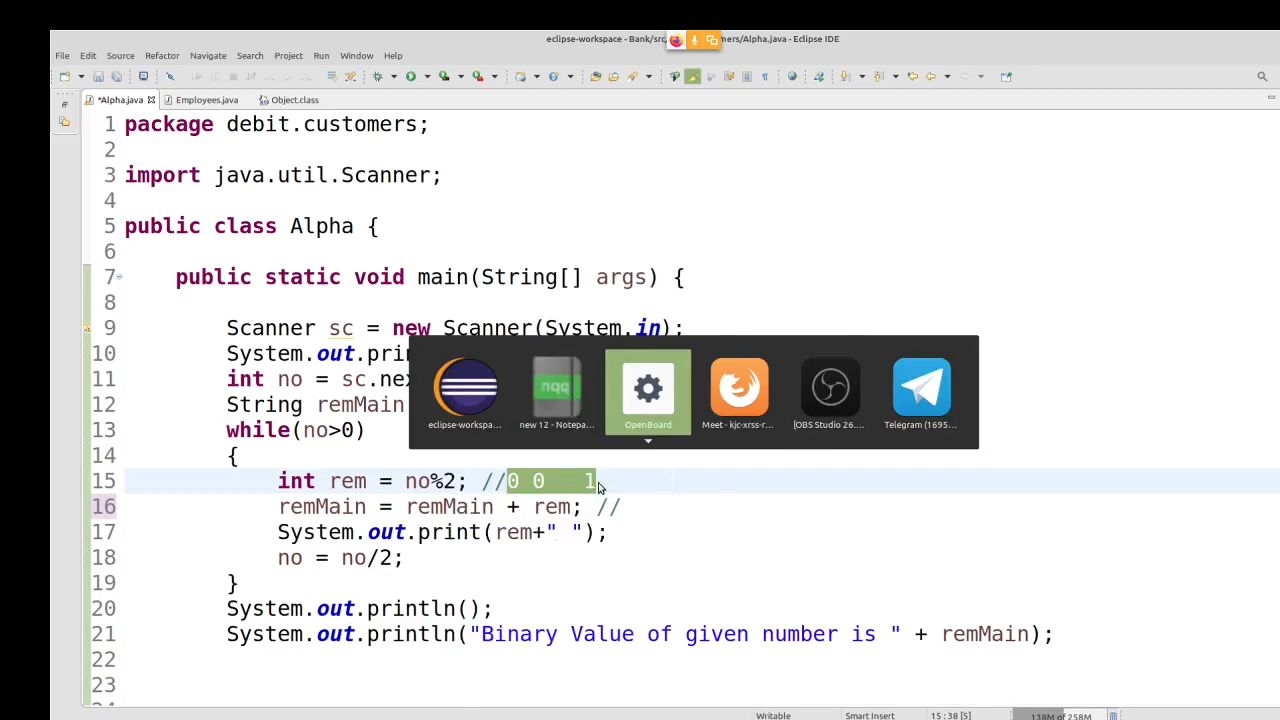 eclipse-workspace - Bank/src mers/Alpha.java - Eclipse IDE
File Edit Source Refactor Navigate Search Project Run Window Help
*Alpha.java Employees.java Object.class
1 package debit.customers;
2
3 import java.util.Scanner;
4
5 public class Alpha {
6
7 public static void main(String[] args) {
8
9 Scanner sc = new Scanner(System.in);
10 System.out.prin
11 int no = sc.nex
12 String remMain
13 while(no>0)
14 {
15 int rem = no%2; //0 0 1
16 remMain = remMain + rem; //
17 System.out.print(rem+" ");
18 no = no/2;
19 }
20 System.out.println();
21 System.out.println("Binary Value of given number is " + remMain);
22
23
nqq
eclipse-workspa... new 12 - Notepa... OpenBoard Meet - kjc-xrss-r... [OBS Studio 26.... Telegram (1695...
Writable Smart Insert 15 : 38 [5] 138M of 258M